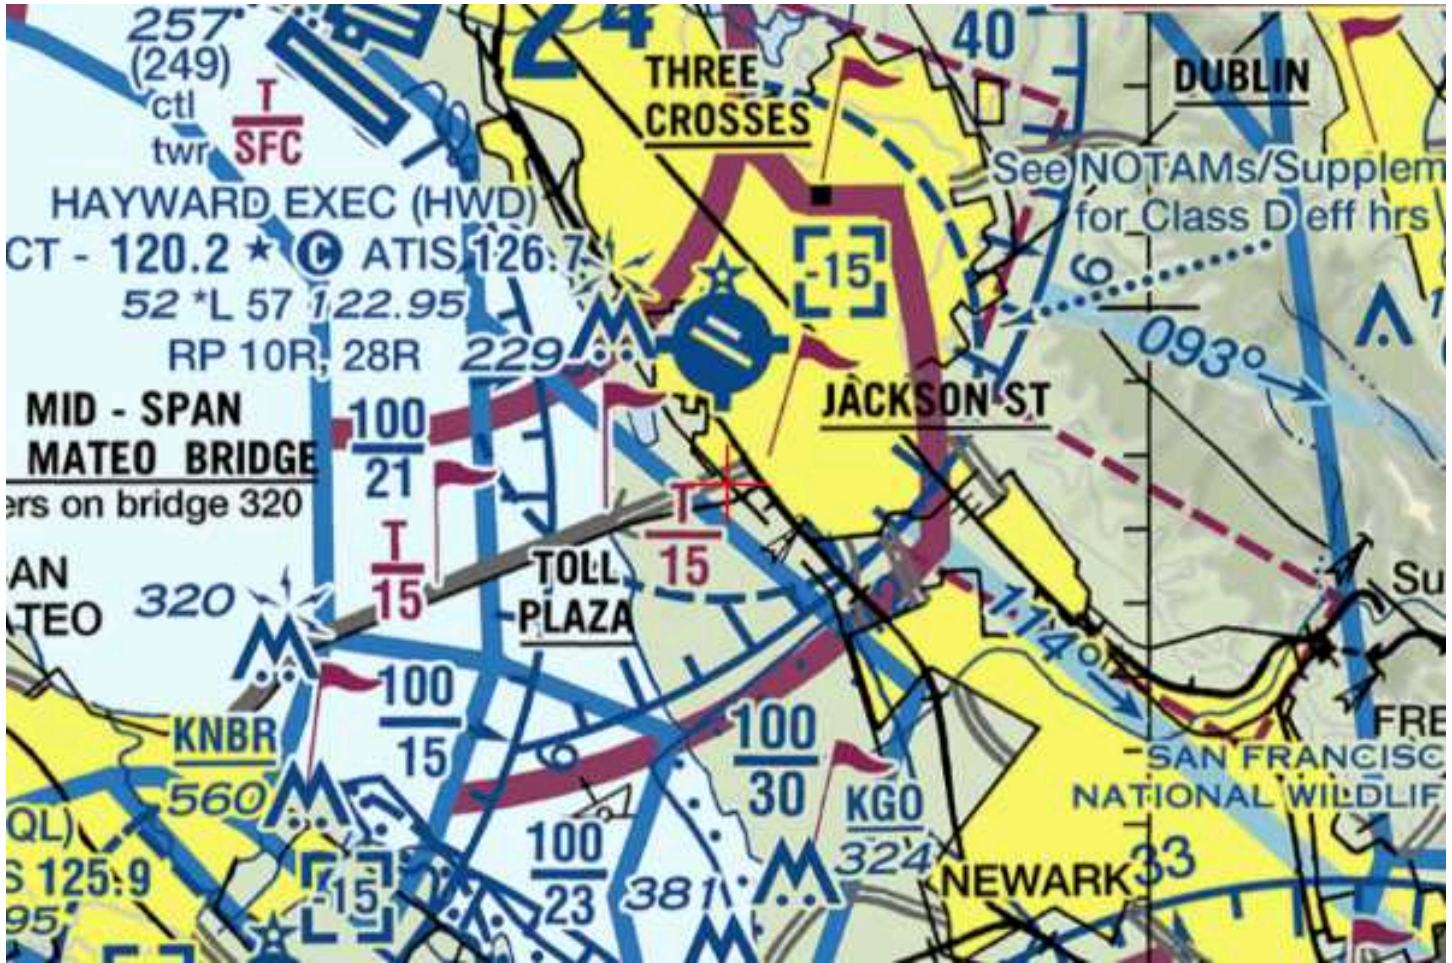 257
(249)
ctl
twr
T
SFC
24
THREE
CROSSES
40
DUBLIN
See NOTAMs/Supplem
for Class D eff hrs
HAYWARD EXEC (HWD)
CT - 120.2 ★ C ATIS 126.7
52 *L 57 122.95
RP 10R, 28R
229
-15
9
093°
JACKSON ST
MID - SPAN
MATEO BRIDGE
ers on bridge 320
100
21
T
15
T
15
TOLL
PLAZA
AN
TEO
320
Su
114°
100
15
KNBR
560
9
100
30
KGO
324
FRE
SAN FRANCISC
NATIONAL WILDLIF
QL)
S 125.9
95
-15
100
23
381
NEWARK
33